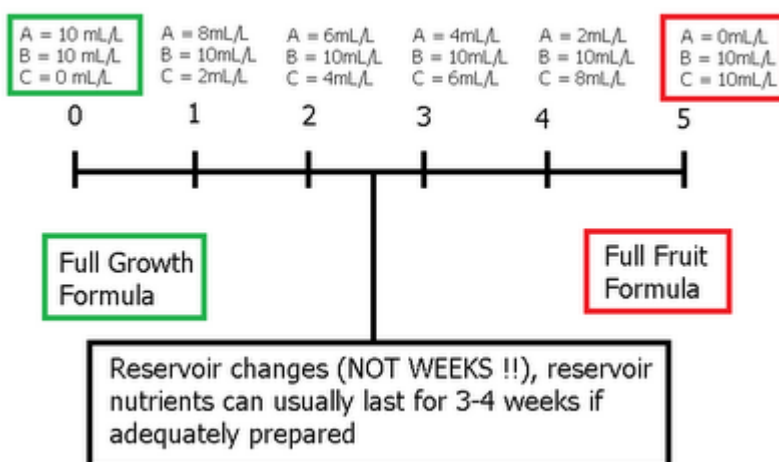 A = 10 mL/L
B = 10 mL/L
C = 0 mL/L
A = 8mL/L
B = 10mL/L
C = 2mL/L
A = 6mL/L
B = 10mL/L
C = 4mL/L
A = 4mL/L
B = 10mL/L
C = 6mL/L
A = 2mL/L
B = 10mL/L
C = 8mL/L
A = 0mL/L
B = 10mL/L
C = 10mL/L
0 1 2 3 4 5
Full Growth
Formula
Full Fruit
Formula
Reservoir changes (NOT WEEKS !!), reservoir
nutrients can usually last for 3-4 weeks if
adequately prepared